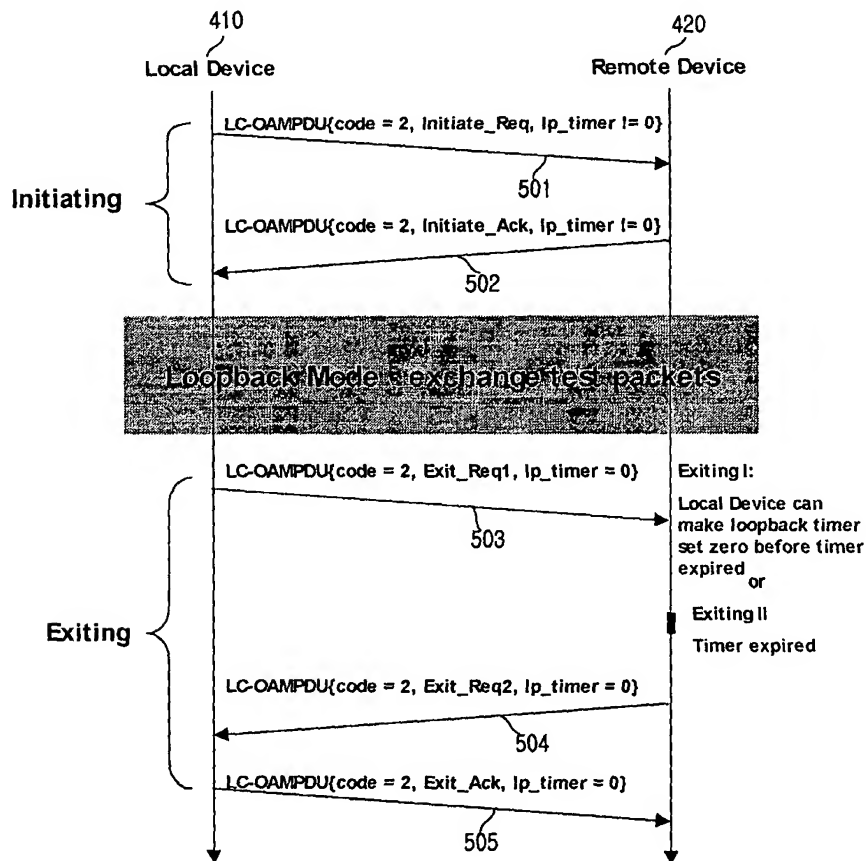 410
420
Local Device
Remote Device
LC-OAMPDU{code = 2, Initiate_Req, lp_timer != 0}
501
Initiating
LC-OAMPDU{code = 2, Initiate_Ack, lp_timer != 0}
502
Loopback Mode : exchange test packets
LC-OAMPDU{code = 2, Exit_Req1, lp_timer = 0}
503
Exiting I:
Local Device can
make loopback timer
set zero before timer
expired
or
Exiting II
Timer expired
Exiting
LC-OAMPDU{code = 2, Exit_Req2, lp_timer = 0}
504
LC-OAMPDU{code = 2, Exit_Ack, lp_timer = 0}
505